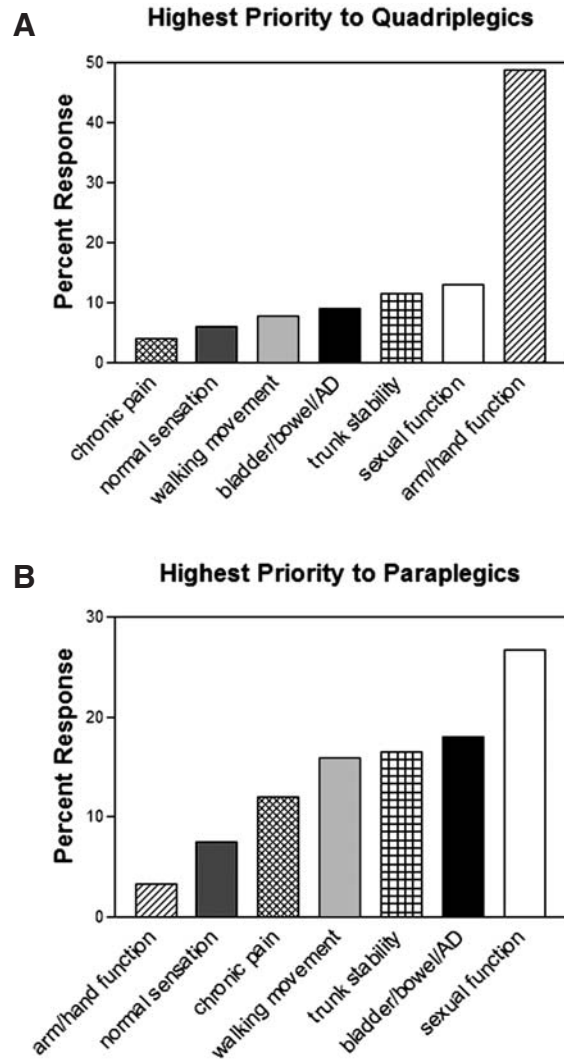 A
Highest Priority to Quadriplegics
Percent Response
50
40
30
20
10
0
chronic pain
normal sensation
walking movement
bladder/bowel/AD
trunk stability
sexual function
arm/hand function
B
Highest Priority to Paraplegics
Percent Response
30
20
10
0
arm/hand function
normal sensation
chronic pain
walking movement
trunk stability
bladder/bowel/AD
sexual function